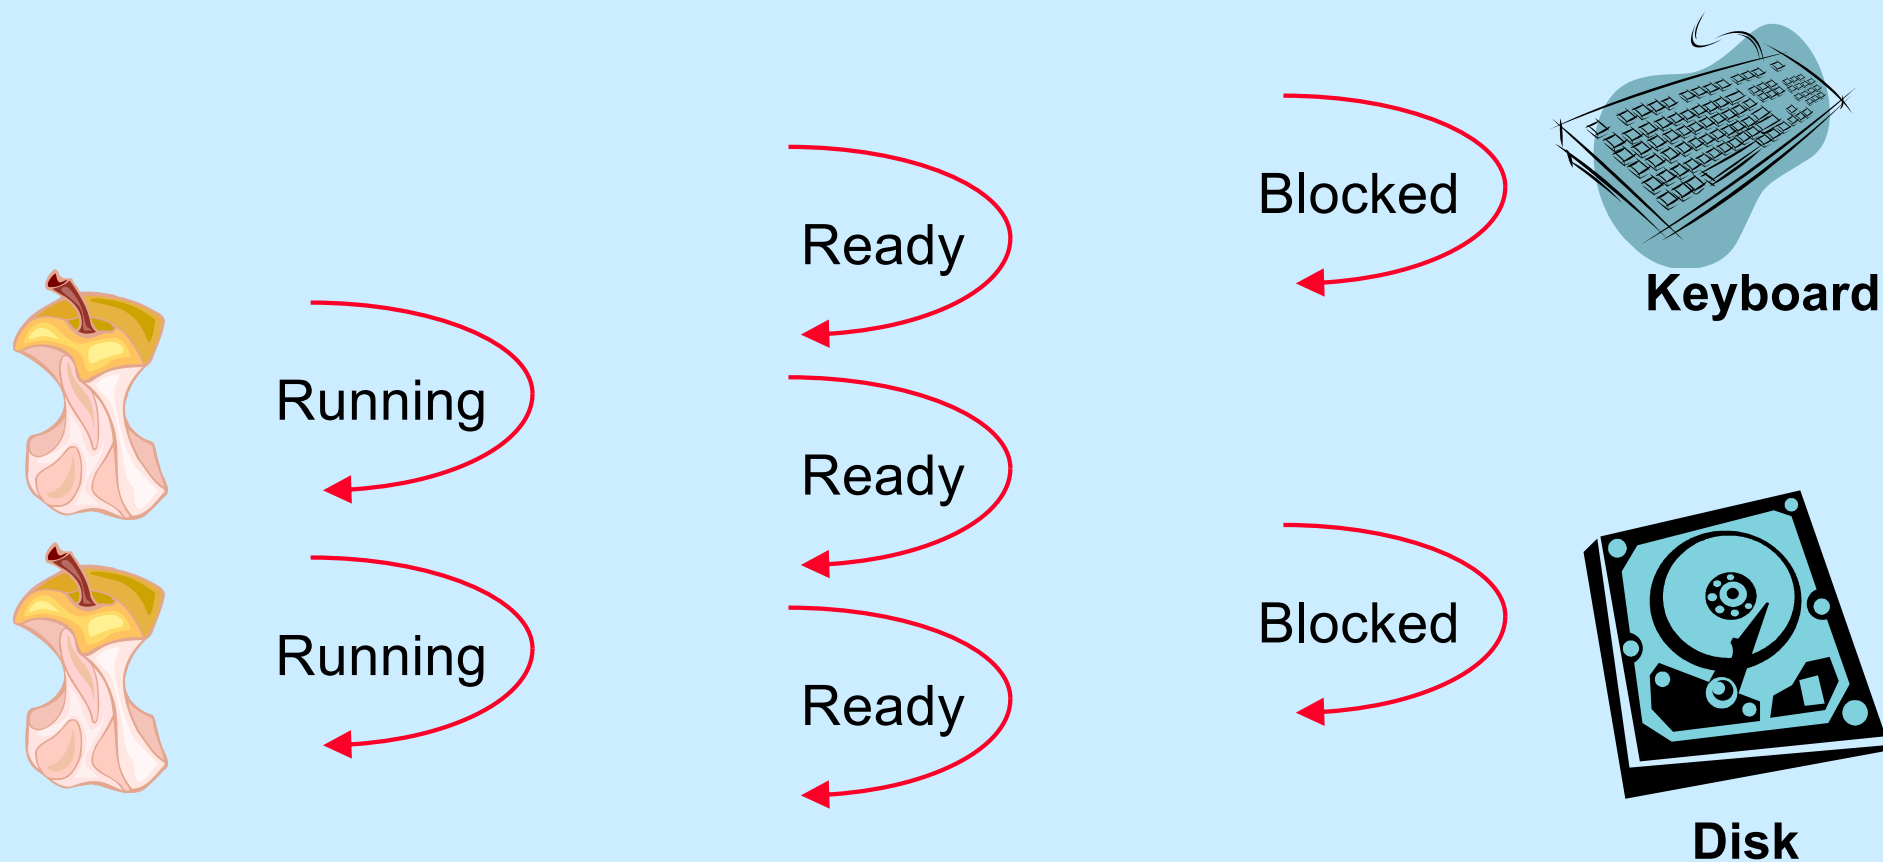 Blocked
Ready
Keyboard
Running
Ready
Blocked
Running
Ready
Disk